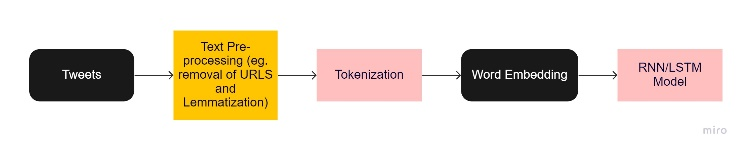 Tweets
Text Pre-
processing (eg.
removal of URLS
and
Lemmatization)
Tokenization
Word Embedding
RNN/LSTM
Model
miro